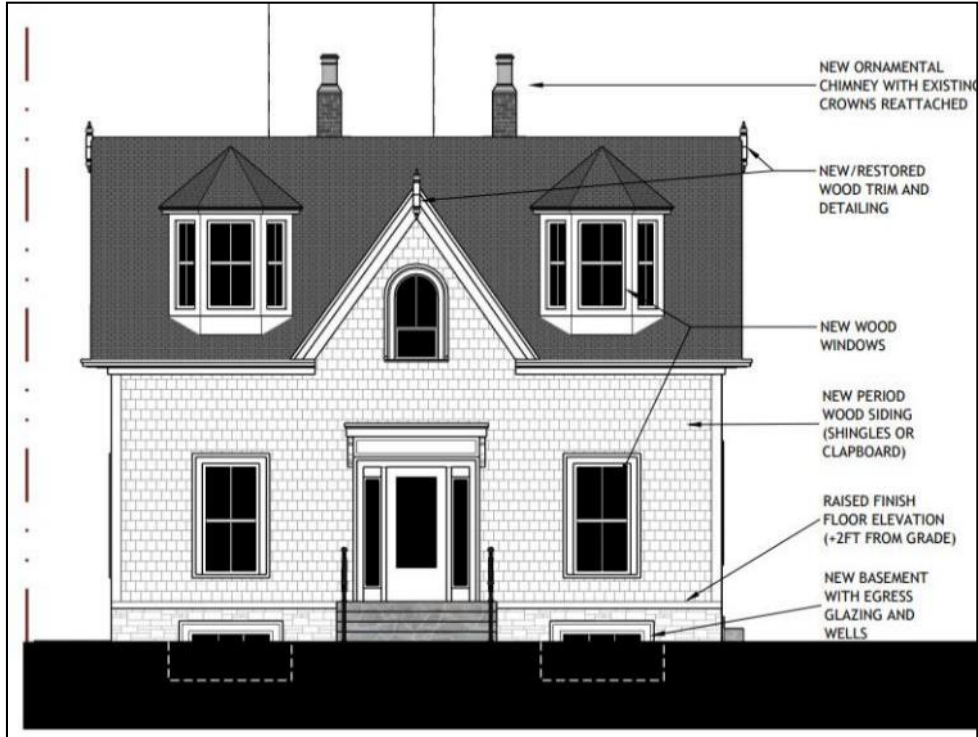 NEW ORNAMENTAL
CHIMNEY WITH EXISTING
CROWNS REATTACHED
NEW/RESTORED
WOOD TRIM AND
DETAILING
NEW WOOD
WINDOWS
NEW PERIOD
WOOD SIDING
(SHINGLES OR
CLAPBOARD)
RAISED FINISH
FLOOR ELEVATION
(+2FT FROM GRADE)
NEW BASEMENT
WITH EGRESS
GLAZING AND
WELLS